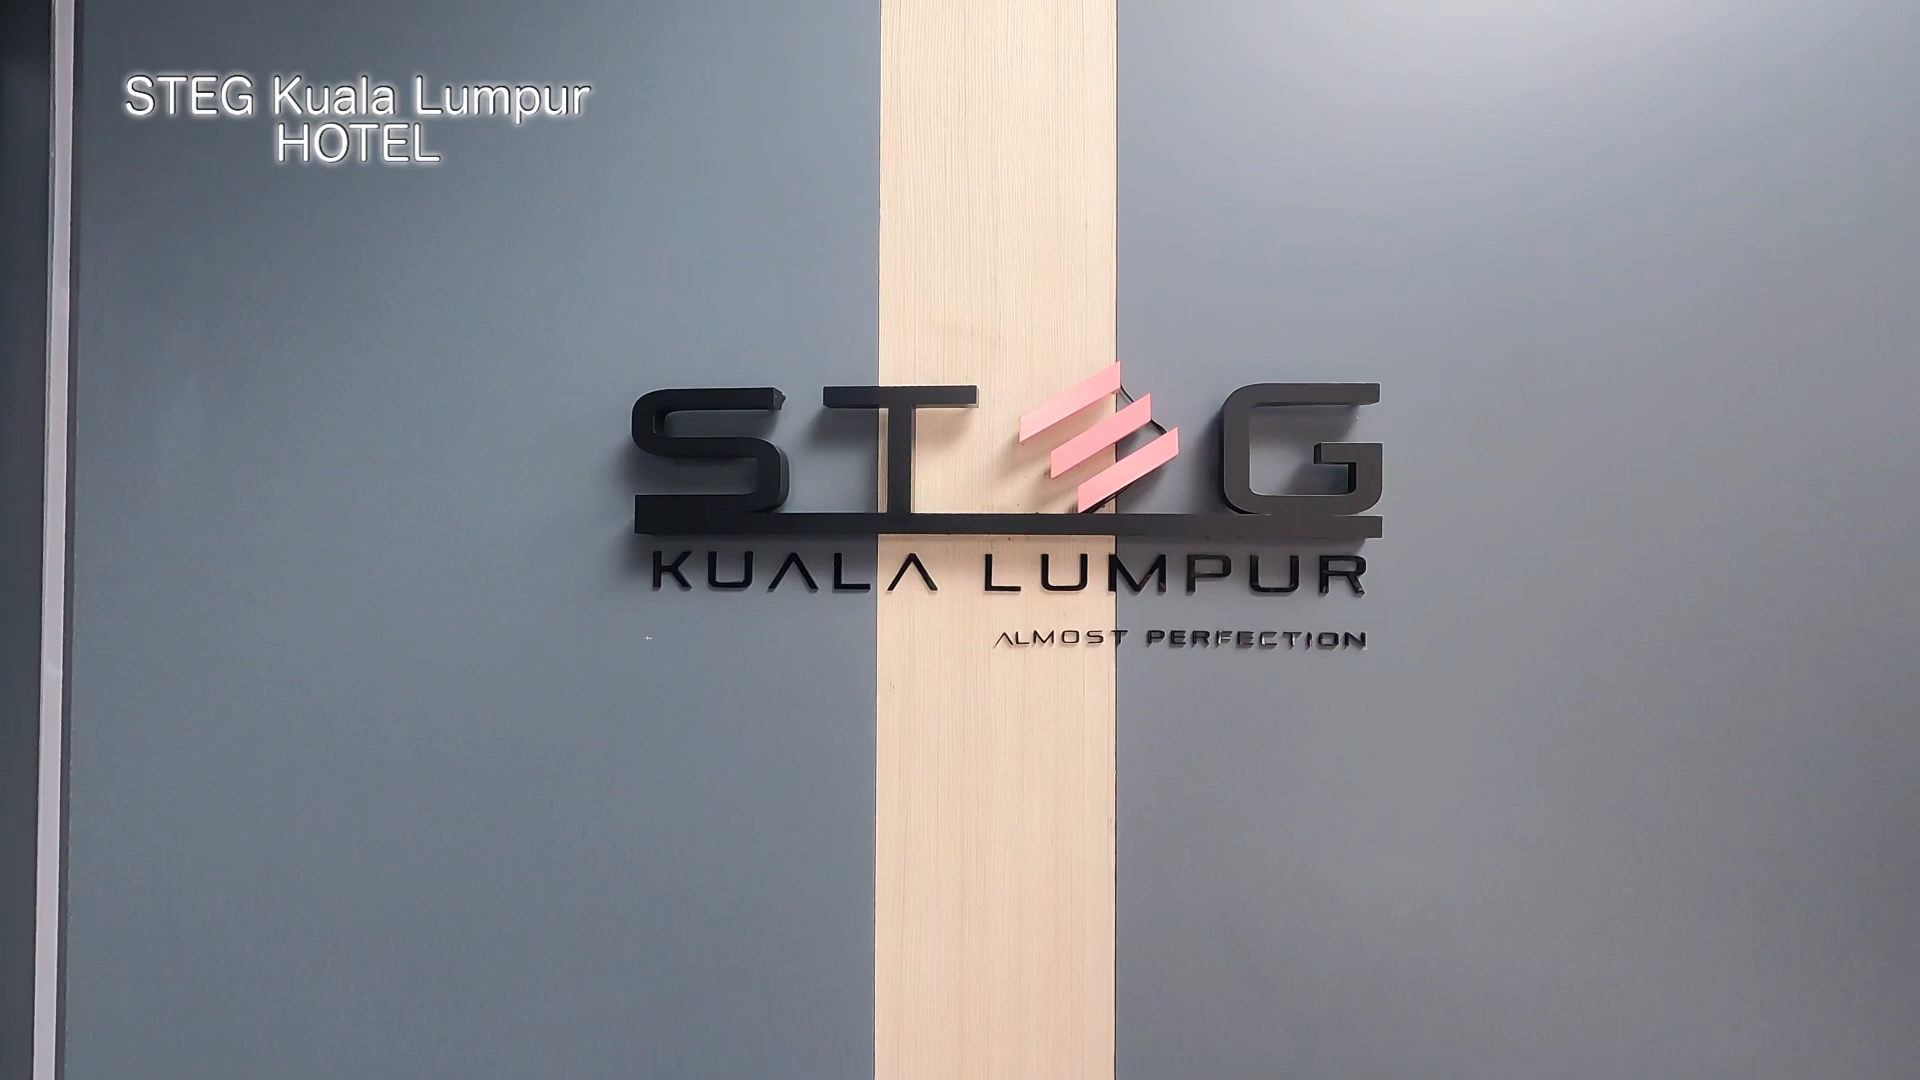 STEG Kuala Lumpur
HOTEL
STEG
KUALA LUMPUR
ALMOST PERFECTION